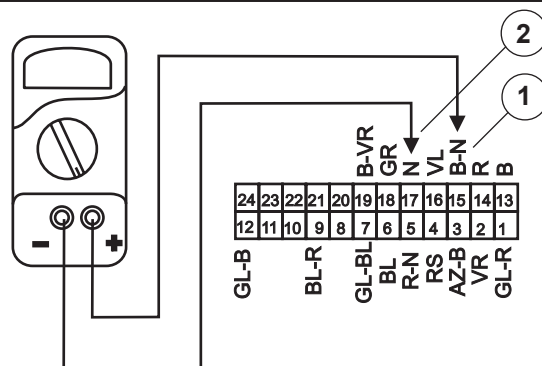 2
1
B-VR
GR
N
VL
B-N
R
B
24 23 22 21 20 19 18 17 16 15 14 13
12 11 10 9 8 7 6 5 4 3 2 1
GL-B
BL-R
GL-BL
BL
R-N
RS
AZ-B
VR
GL-R
- +